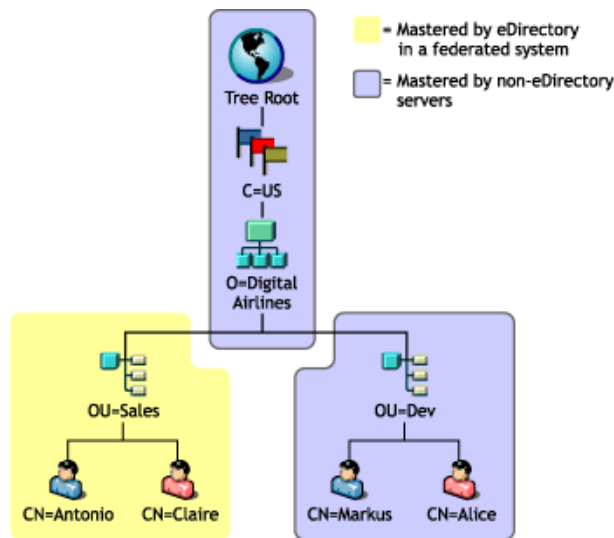 = Mastered by eDirectory
in a federated system
= Mastered by non-eDirectory
servers
Tree Root
C=US
O=Digital
Airlines
OU=Sales
OU=Dev
CN=Antonio
CN=Claire
CN=Markus
CN=Alice